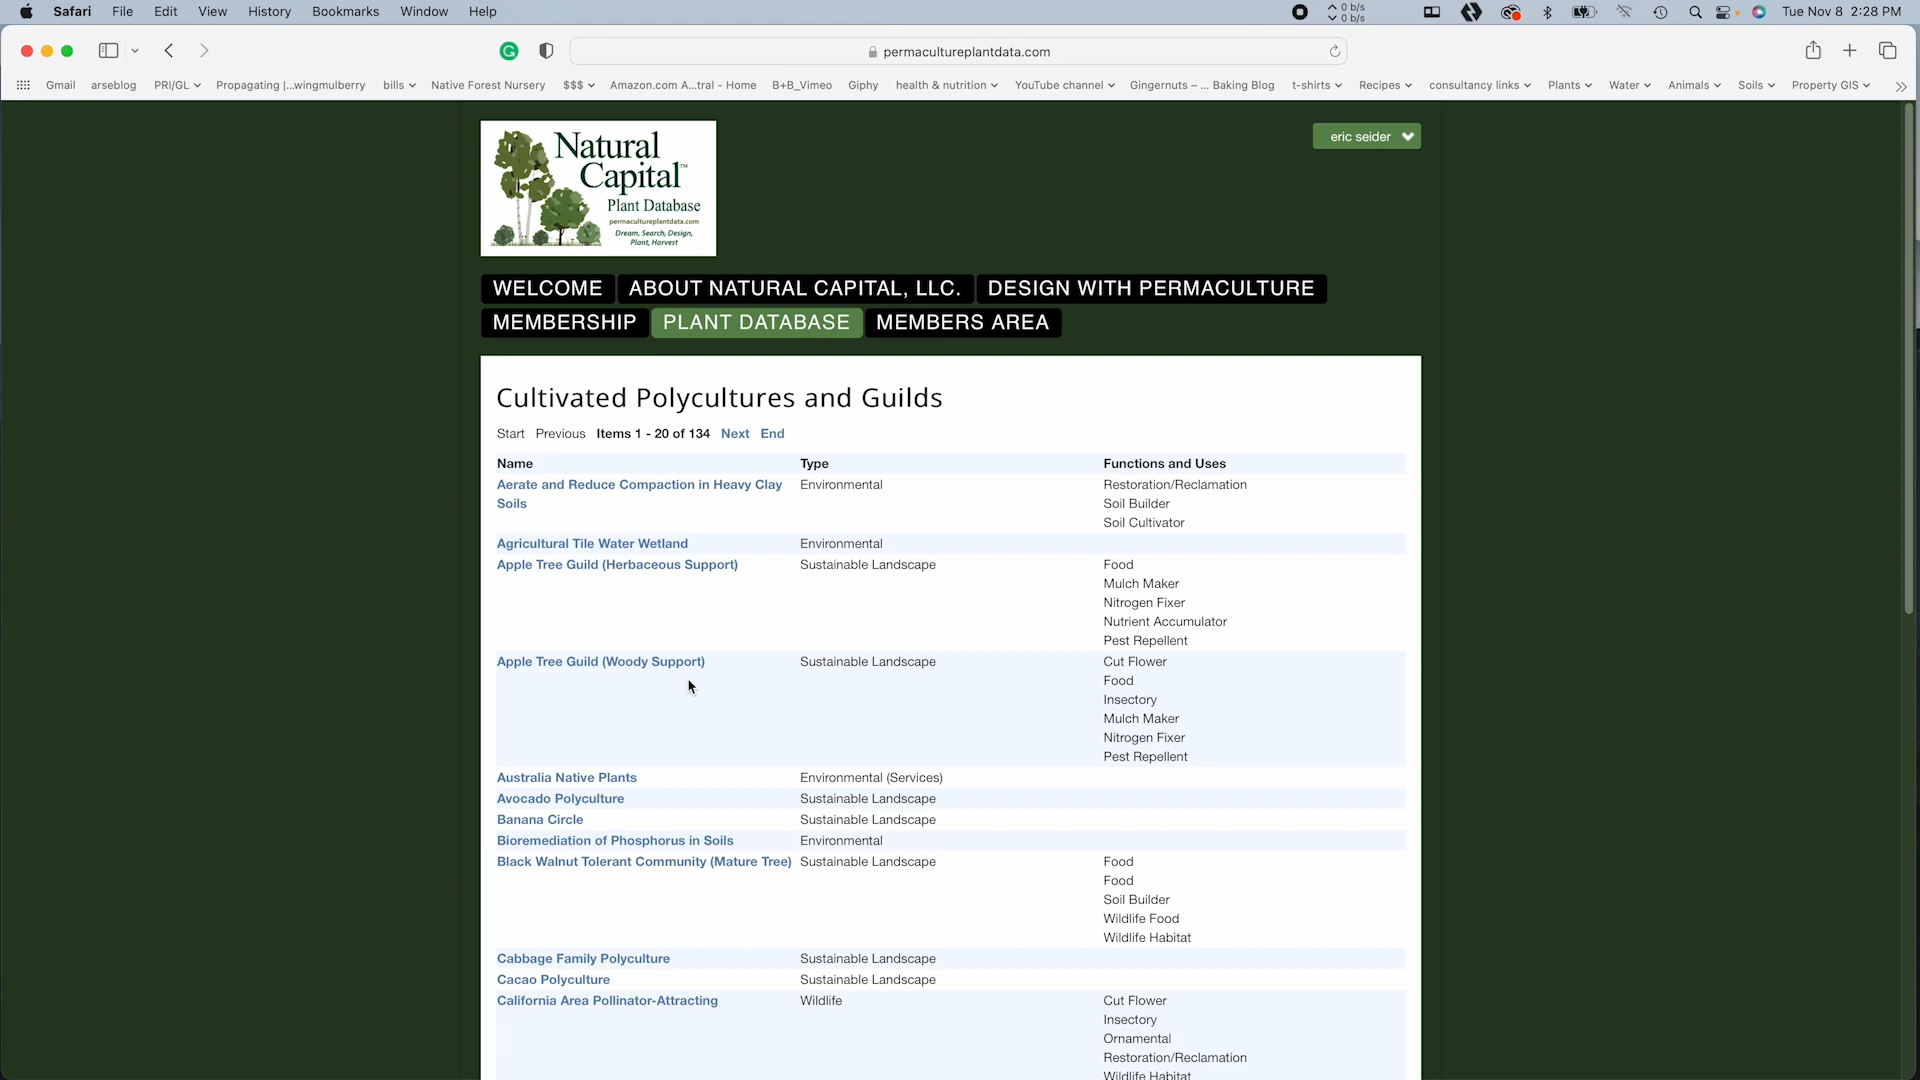 Safari File Edit View History Bookmarks Window Help
0 b/s
0 b/s
Tue Nov 8 2:28 PM
permacultureplantdata.com
Gmail arseblog PRI/GL Propagating |...wingmulberry bills Native Forest Nursery $$$ Amazon.com A...tral - Home B+B_Vimeo Giphy health & nutrition YouTube channel Gingernuts – ... Baking Blog t-shirts Recipes consultancy links Plants Water Animals Soils Property GIS
Natural
Capital™
Plant Database
permacultureplantdata.com
Dream, Search, Design,
Plant, Harvest
eric seider
WELCOME ABOUT NATURAL CAPITAL, LLC. DESIGN WITH PERMACULTURE
MEMBERSHIP PLANT DATABASE MEMBERS AREA
Cultivated Polycultures and Guilds
Start Previous Items 1 - 20 of 134 Next End
Name Type Functions and Uses
Aerate and Reduce Compaction in Heavy Clay Environmental Restoration/Reclamation
Soils Soil Builder
Soil Cultivator
Agricultural Tile Water Wetland Environmental
Apple Tree Guild (Herbaceous Support) Sustainable Landscape Food
Mulch Maker
Nitrogen Fixer
Nutrient Accumulator
Pest Repellent
Apple Tree Guild (Woody Support) Sustainable Landscape Cut Flower
Food
Insectory
Mulch Maker
Nitrogen Fixer
Pest Repellent
Australia Native Plants Environmental (Services)
Avocado Polyculture Sustainable Landscape
Banana Circle Sustainable Landscape
Bioremediation of Phosphorus in Soils Environmental
Black Walnut Tolerant Community (Mature Tree) Sustainable Landscape Food
Food
Soil Builder
Wildlife Food
Wildlife Habitat
Cabbage Family Polyculture Sustainable Landscape
Cacao Polyculture Sustainable Landscape
California Area Pollinator-Attracting Wildlife Cut Flower
Insectory
Ornamental
Restoration/Reclamation
Wildlife Habitat